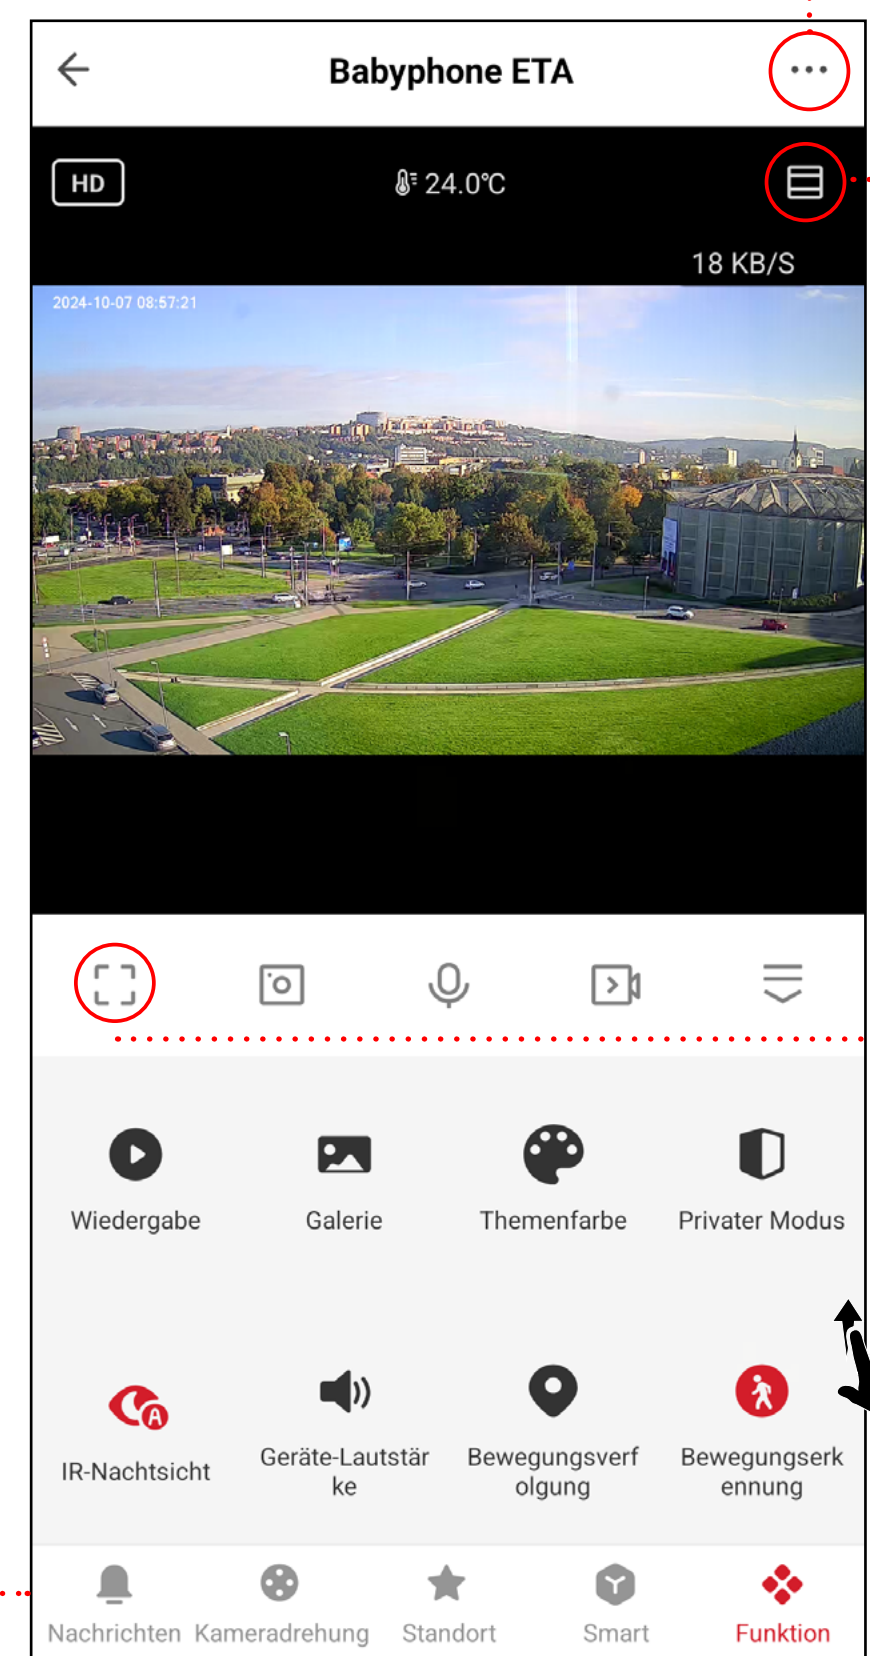 Babyphone ETA
HD
24.0℃
18 KB/S
2024-10-07 08:57:21
Wiedergabe
Galerie
Themenfarbe
Privater Modus
IR-Nachtsicht
Geräte-Lautstär
ke
Bewegungsverf
olgung
Bewegungserk
ennung
Nachrichten
Kameradrehung
Standort
Smart
Funktion